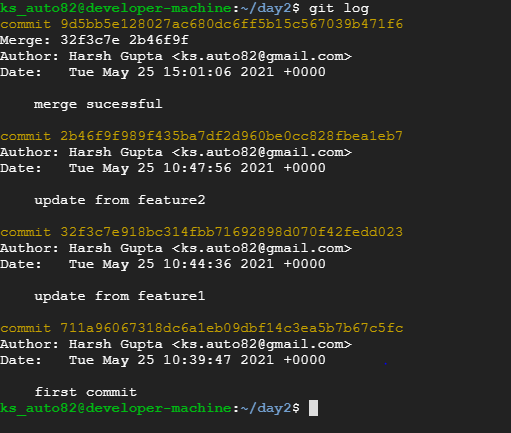 ks_auto82@developer-machine:~/day2$ git log
commit 9d5bb5e128027ac680dc6ff5b15c567039b471f6
Merge: 32f3c7e 2b46f9f
Author: Harsh Gupta <ks.auto82@gmail.com>
Date:   Tue May 25 15:01:06 2021 +0000
    merge sucessful
commit 2b46f9f989f435ba7df2d960be0cc828fbea1eb7
Author: Harsh Gupta <ks.auto82@gmail.com>
Date:   Tue May 25 10:47:56 2021 +0000
    update from feature2
commit 32f3c7e918bc314fbb71692898d070f42fedd023
Author: Harsh Gupta <ks.auto82@gmail.com>
Date:   Tue May 25 10:44:36 2021 +0000
    update from feature1
commit 711a96067318dc6a1eb09dbf14c3ea5b7b67c5fc
Author: Harsh Gupta <ks.auto82@gmail.com>
Date:   Tue May 25 10:39:47 2021 +0000
    first commit
ks_auto82@developer-machine:~/day2$